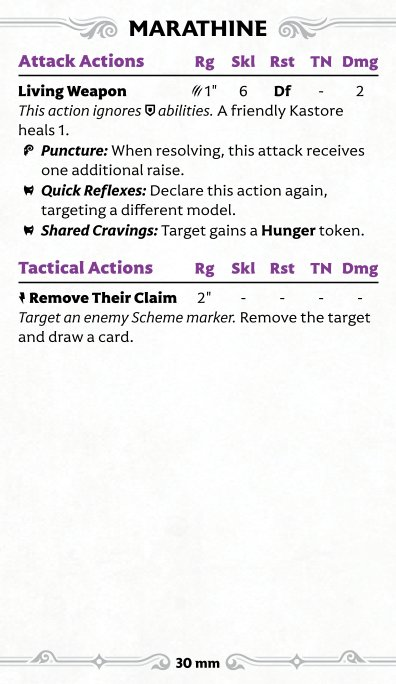 MARATHINE
Attack Actions Rg Skl Rst TN Dmg
Living Weapon 1" 6 Df - 2
This action ignores abilities. A friendly Kastore
heals 1.
Puncture: When resolving, this attack receives
one additional raise.
Quick Reflexes: Declare this action again,
targeting a different model.
Shared Cravings: Target gains a Hunger token.
Tactical Actions Rg Skl Rst TN Dmg
Remove Their Claim 2" - - - -
Target an enemy Scheme marker. Remove the target
and draw a card.
30 mm